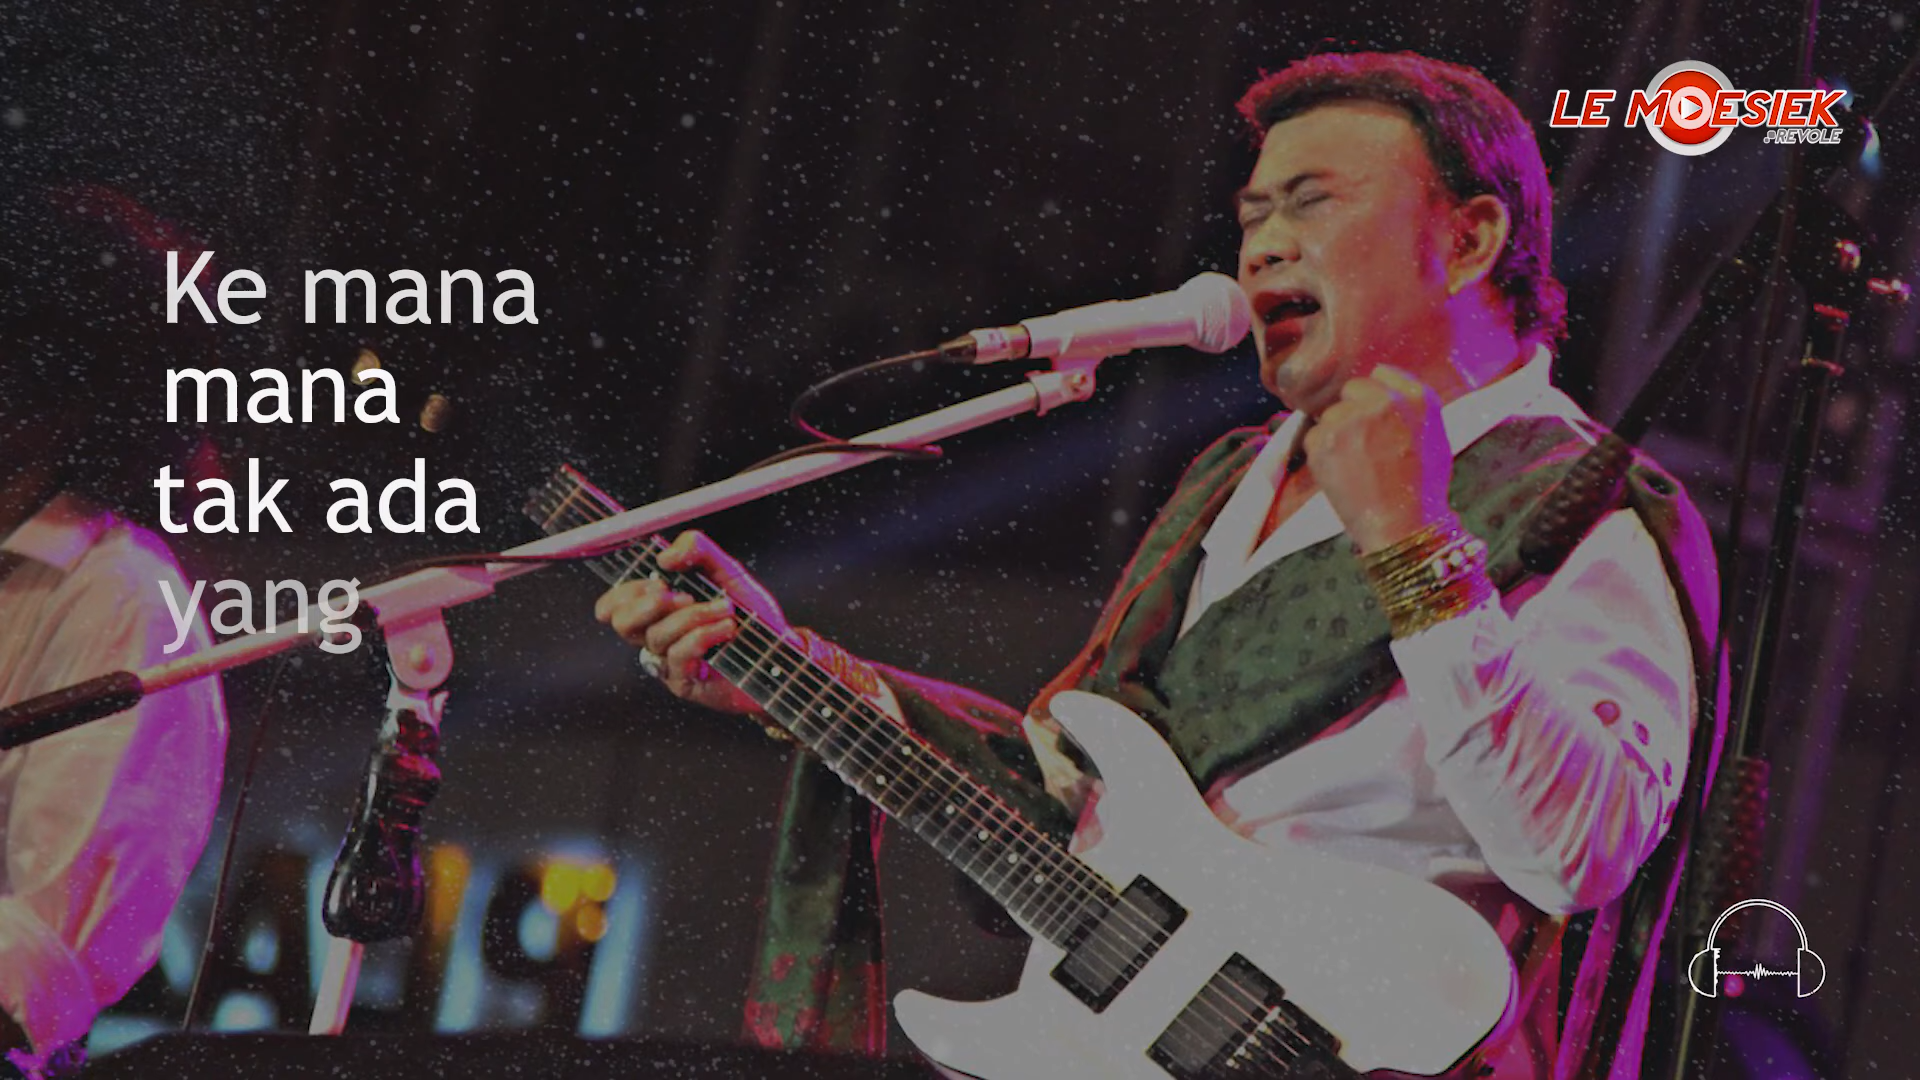 LE MOESIEK
REVOLE
Ke mana
mana
tak ada
yang